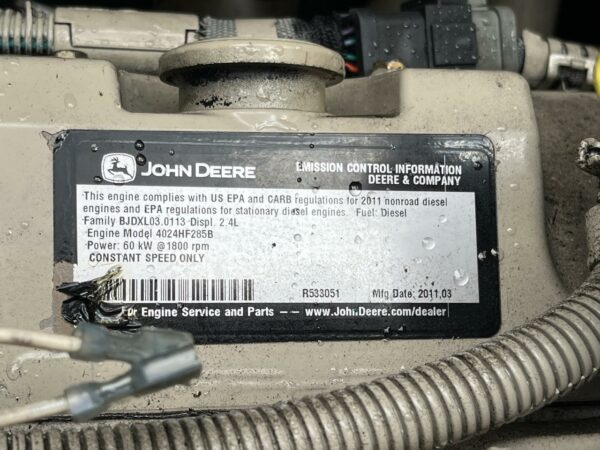 JOHN DEERE
EMISSION CONTROL INFORMATION
DEERE & COMPANY
This engine complies with US EPA and CARB regulations for 2011 nonroad diesel
engines and EPA regulations for stationary diesel engines. Fuel: Diesel
Family BJDXL03.0113 Displ. 2.4L
Engine Model 4024HF285B
Power: 60 kW @1800 rpm
CONSTANT SPEED ONLY
R533051 Mfg Date: 2011.03
For Engine Service and Parts -- www.JohnDeere.com/dealer